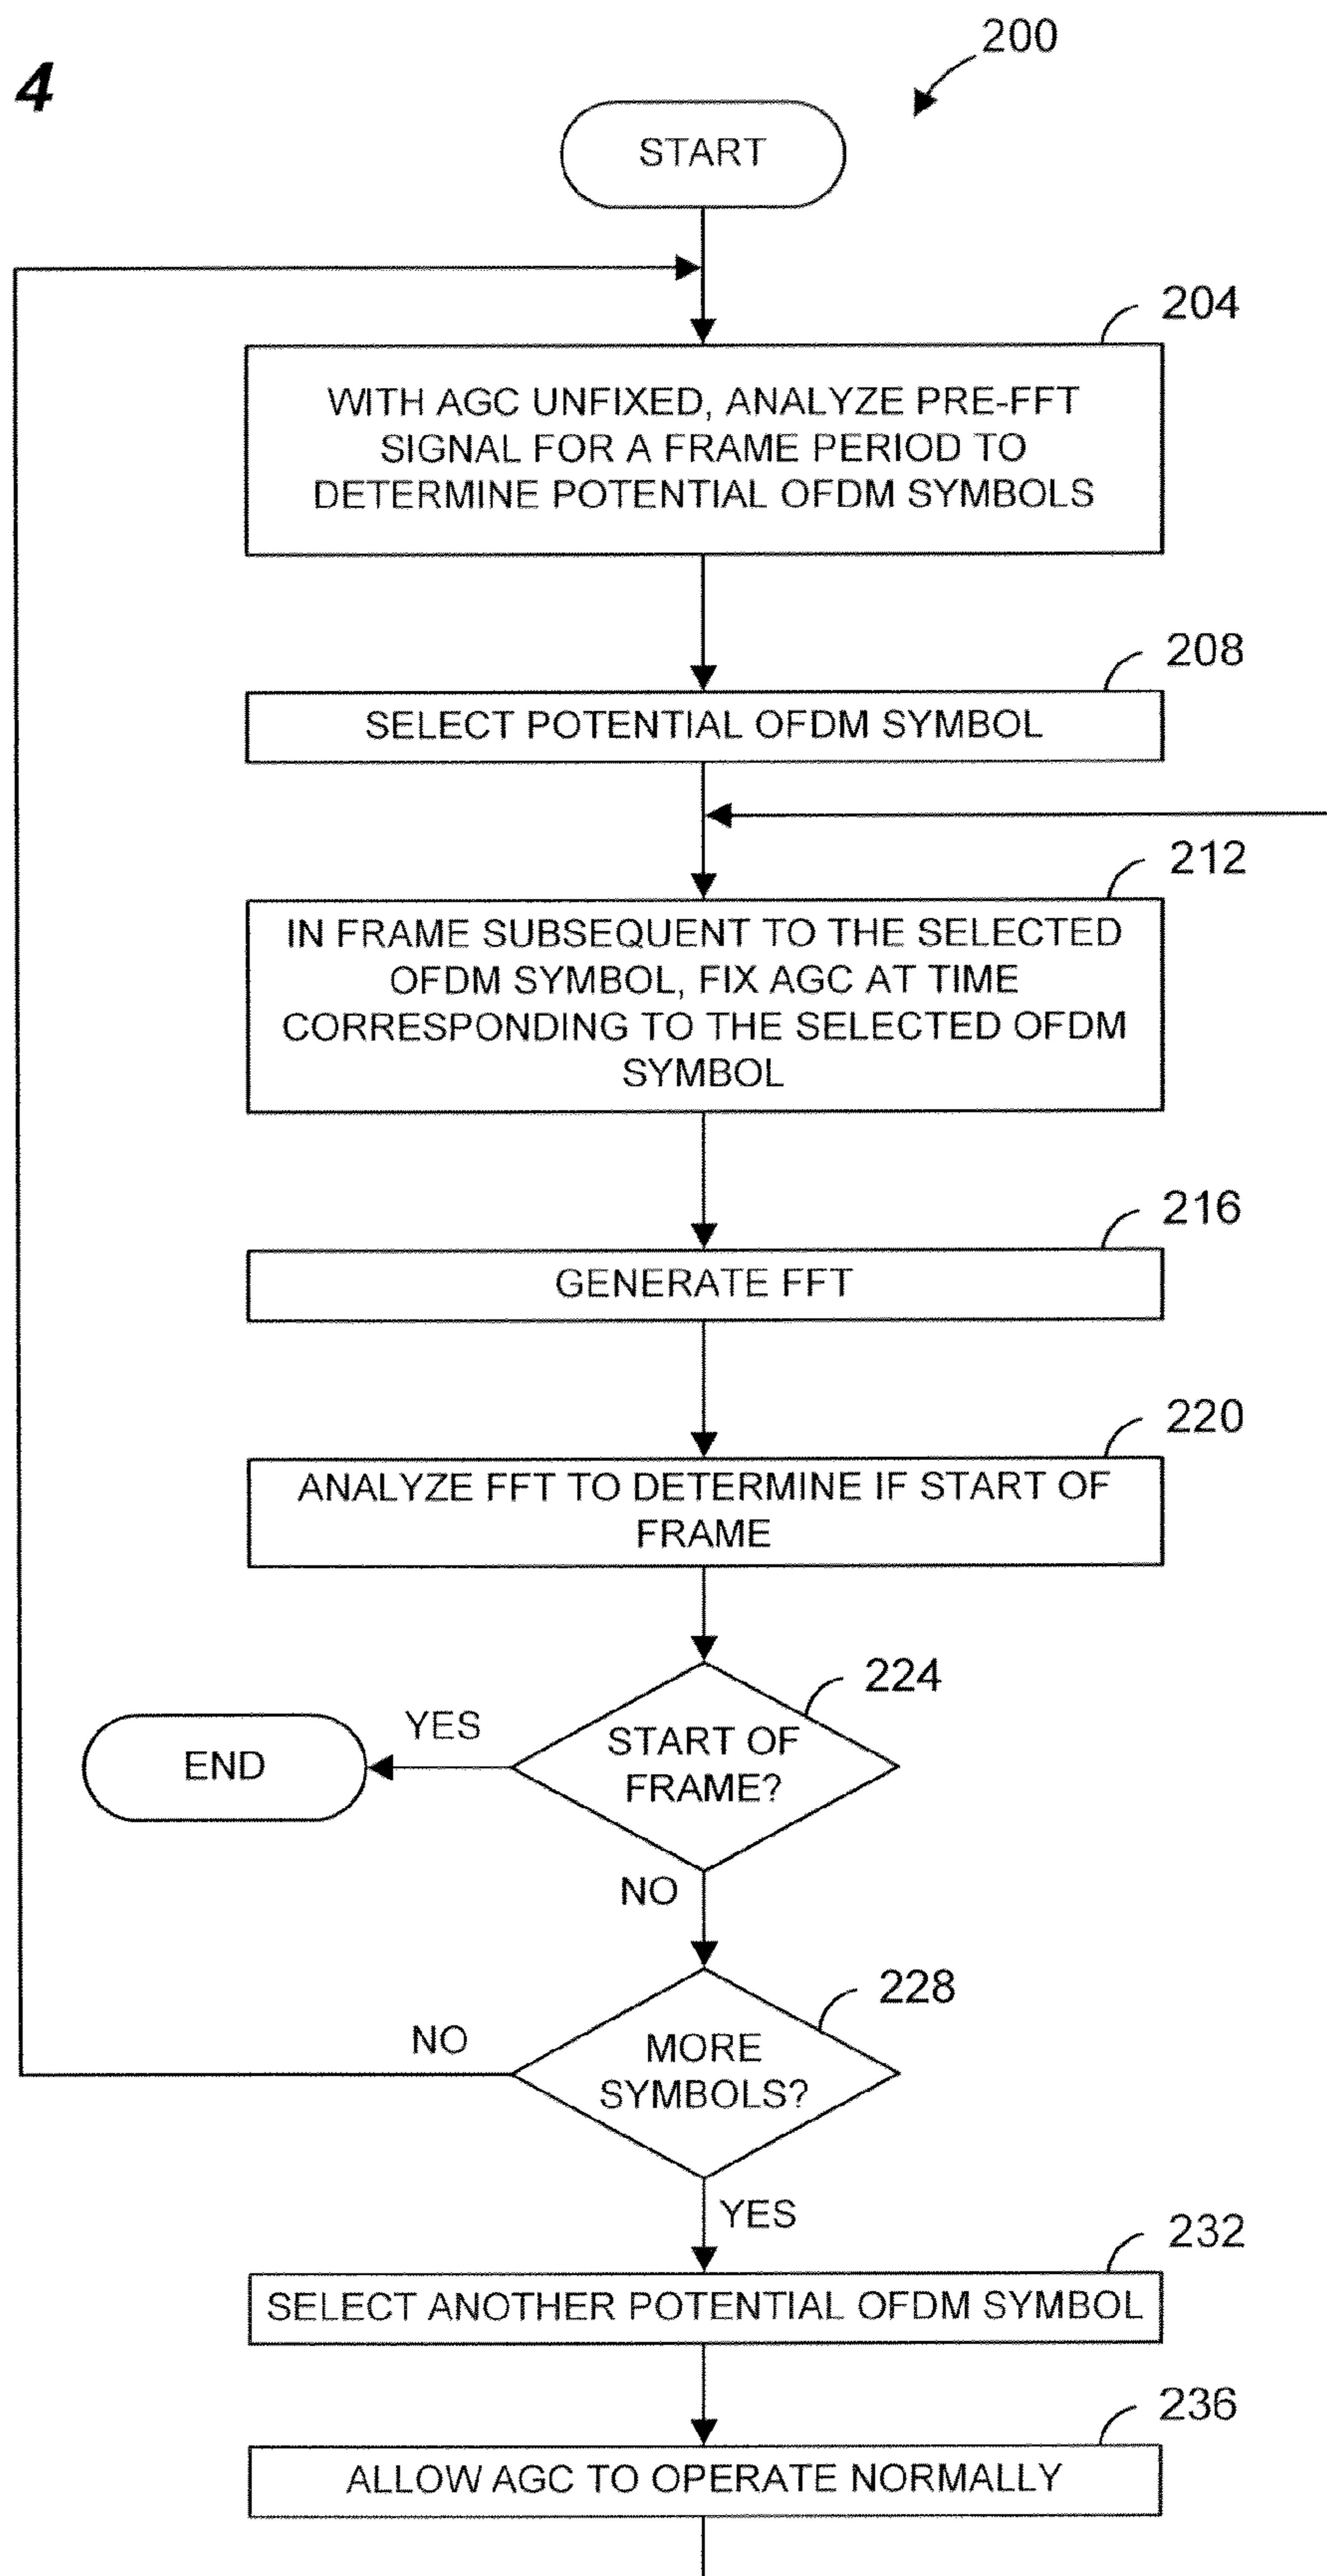 4
200
START
204
WITH AGC UNFIXED, ANALYZE PRE-FFT
SIGNAL FOR A FRAME PERIOD TO
DETERMINE POTENTIAL OFDM SYMBOLS
208
SELECT POTENTIAL OFDM SYMBOL
212
IN FRAME SUBSEQUENT TO THE SELECTED
OFDM SYMBOL, FIX AGC AT TIME
CORRESPONDING TO THE SELECTED OFDM
SYMBOL
216
GENERATE FFT
220
ANALYZE FFT TO DETERMINE IF START OF
FRAME
224
START OF
FRAME?
YES
END
NO
228
MORE
SYMBOLS?
NO
YES
232
SELECT ANOTHER POTENTIAL OFDM SYMBOL
236
ALLOW AGC TO OPERATE NORMALLY